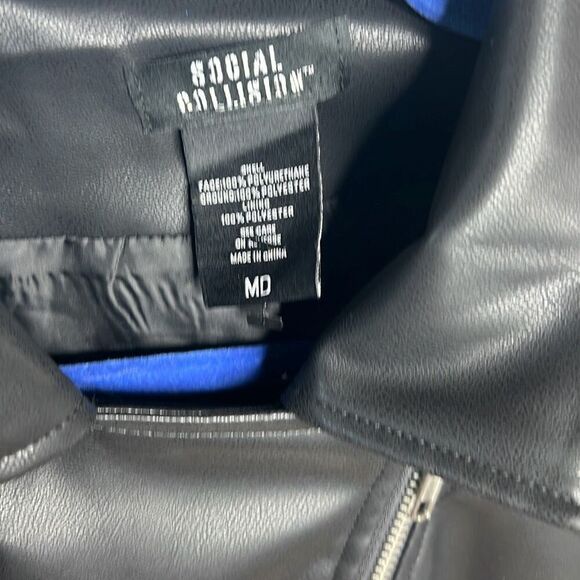 SOCIAL
COLLISION™
SHELL
FACE:100% POLYURETHANE
GROUND:100% POLYESTER
LINING
100% POLYESTER
SEE CARE
ON
MADE IN CHINA
MD